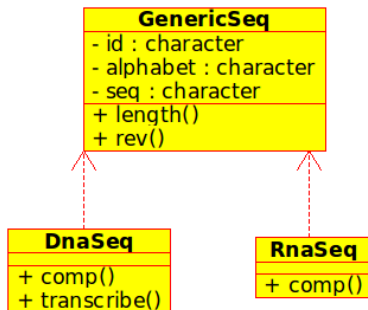 GenericSeq
- id : character
- alphabet : character
- seq : character
+ length()
+ rev()
DnaSeq
+ comp()
+ transcribe()
RnaSeq
+ comp()